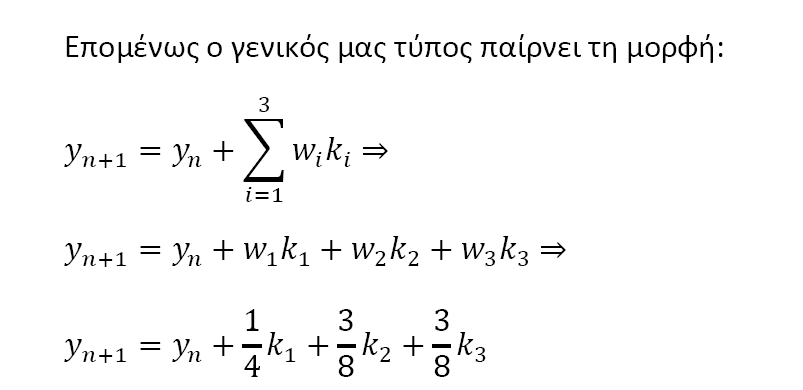 Επομένως ο γενικός μας τύπος παίρνει τη μορφή:
$y_{n+1} = y_n + \sum_{i=1}^{3} w_i k_i \Rightarrow$
$y_{n+1} = y_n + w_1 k_1 + w_2 k_2 + w_3 k_3 \Rightarrow$
$y_{n+1} = y_n + \frac{1}{4} k_1 + \frac{3}{8} k_2 + \frac{3}{8} k_3$